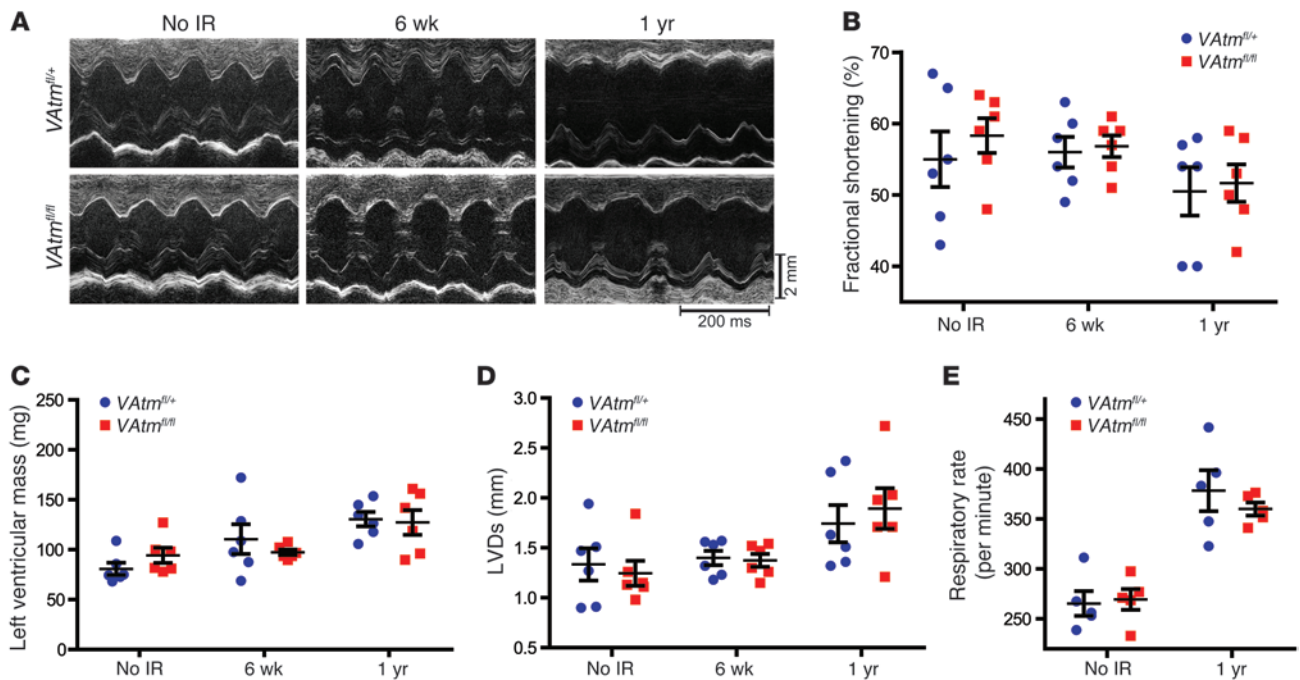 A
No IR
6 wk
1 yr
VAtm^fl/+
VAtm^fl/fl
2 mm
200 ms
B
Fractional shortening (%)
70
60
50
40
VAtm^fl/+
VAtm^fl/fl
No IR
6 wk
1 yr
C
Left ventricular mass (mg)
250
200
150
100
50
0
VAtm^fl/+
VAtm^fl/fl
No IR
6 wk
1 yr
D
LVDs (mm)
3.0
2.5
2.0
1.5
1.0
0.5
VAtm^fl/+
VAtm^fl/fl
No IR
6 wk
1 yr
E
Respiratory rate
(per minute)
450
400
350
300
250
VAtm^fl/+
VAtm^fl/fl
No IR
1 yr